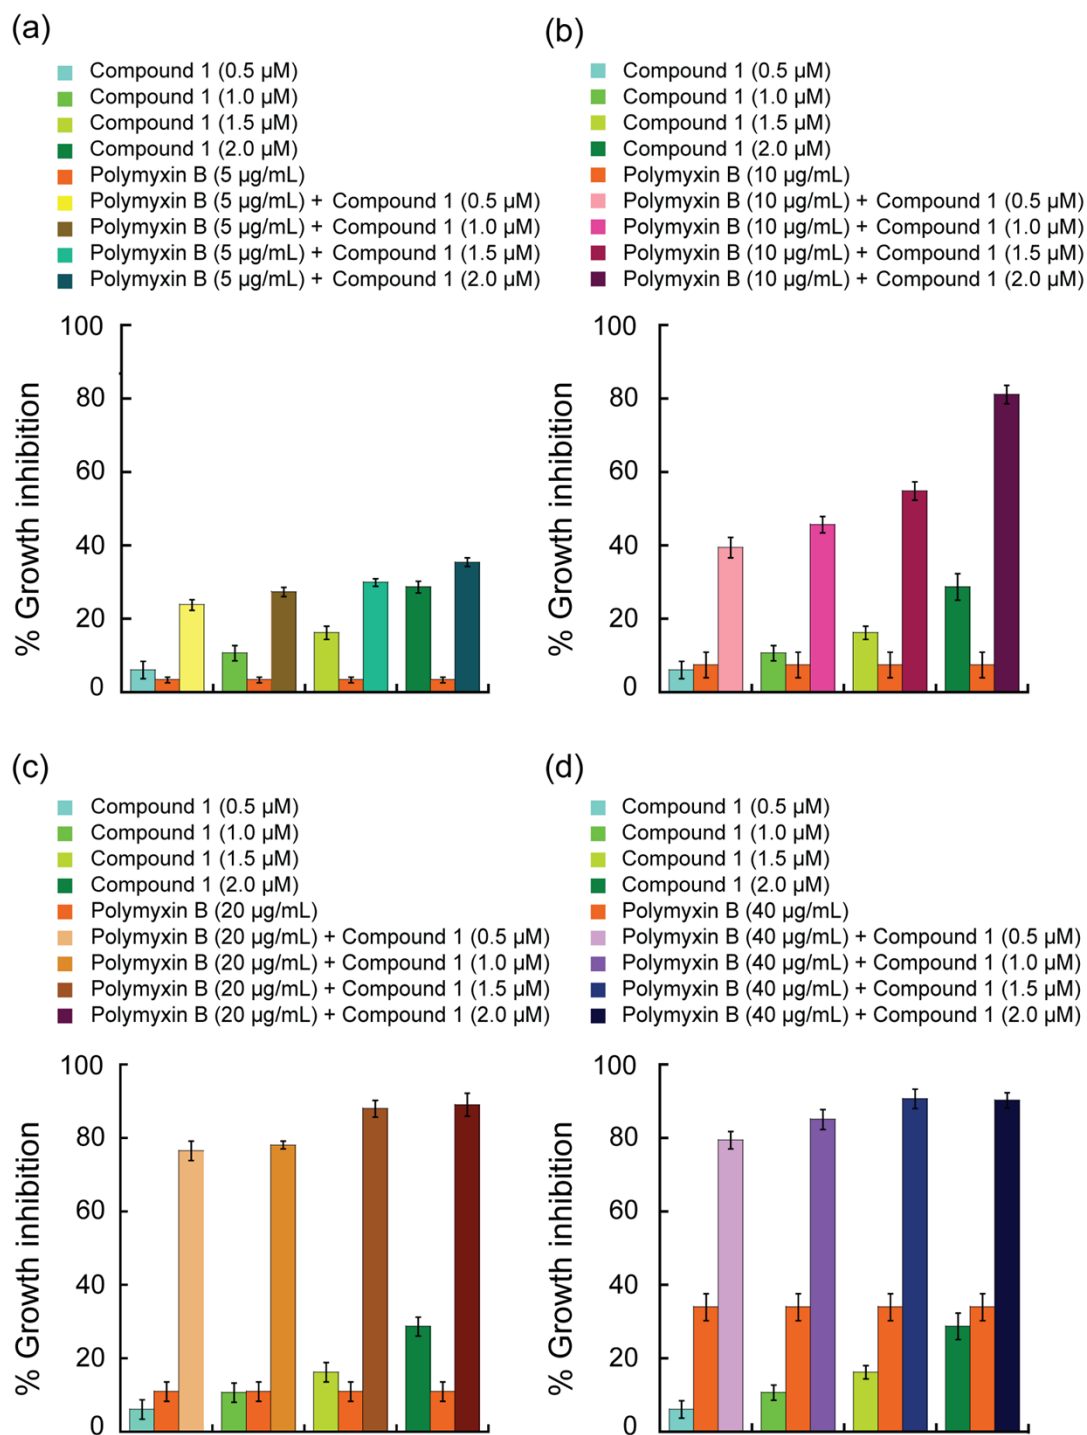 (a)
Compound 1 (0.5 µM)
Compound 1 (1.0 µM)
Compound 1 (1.5 µM)
Compound 1 (2.0 µM)
Polymyxin B (5 µg/mL)
Polymyxin B (5 µg/mL) + Compound 1 (0.5 µM)
Polymyxin B (5 µg/mL) + Compound 1 (1.0 µM)
Polymyxin B (5 µg/mL) + Compound 1 (1.5 µM)
Polymyxin B (5 µg/mL) + Compound 1 (2.0 µM)
% Growth inhibition
100
80
60
40
20
0
(b)
Compound 1 (0.5 µM)
Compound 1 (1.0 µM)
Compound 1 (1.5 µM)
Compound 1 (2.0 µM)
Polymyxin B (10 µg/mL)
Polymyxin B (10 µg/mL) + Compound 1 (0.5 µM)
Polymyxin B (10 µg/mL) + Compound 1 (1.0 µM)
Polymyxin B (10 µg/mL) + Compound 1 (1.5 µM)
Polymyxin B (10 µg/mL) + Compound 1 (2.0 µM)
% Growth inhibition
100
80
60
40
20
0
(c)
Compound 1 (0.5 µM)
Compound 1 (1.0 µM)
Compound 1 (1.5 µM)
Compound 1 (2.0 µM)
Polymyxin B (20 µg/mL)
Polymyxin B (20 µg/mL) + Compound 1 (0.5 µM)
Polymyxin B (20 µg/mL) + Compound 1 (1.0 µM)
Polymyxin B (20 µg/mL) + Compound 1 (1.5 µM)
Polymyxin B (20 µg/mL) + Compound 1 (2.0 µM)
% Growth inhibition
100
80
60
40
20
0
(d)
Compound 1 (0.5 µM)
Compound 1 (1.0 µM)
Compound 1 (1.5 µM)
Compound 1 (2.0 µM)
Polymyxin B (40 µg/mL)
Polymyxin B (40 µg/mL) + Compound 1 (0.5 µM)
Polymyxin B (40 µg/mL) + Compound 1 (1.0 µM)
Polymyxin B (40 µg/mL) + Compound 1 (1.5 µM)
Polymyxin B (40 µg/mL) + Compound 1 (2.0 µM)
% Growth inhibition
100
80
60
40
20
0